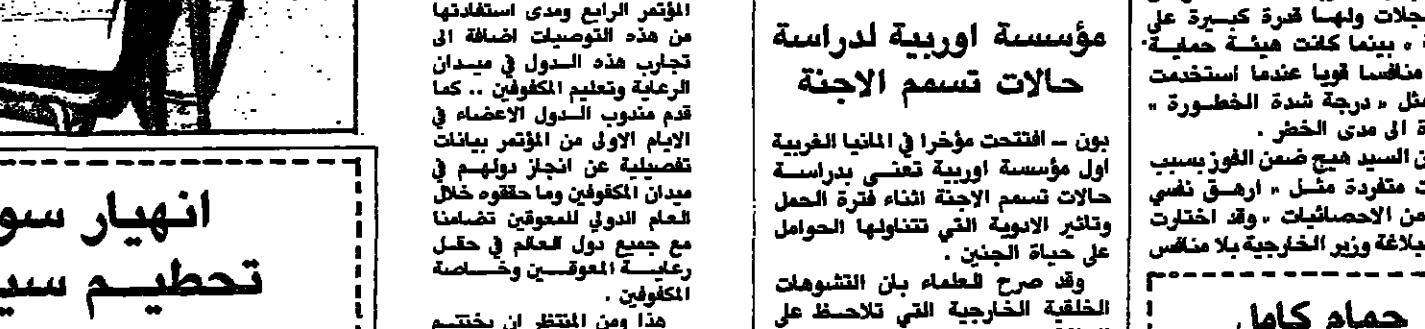 جلات ولها قدرة كبيرة على
، بينما كانت هيئة حماية
منافسا قويا عندما استخدمت
مثل « درجة شدة الخطورة »
ة الى مدى الخطر .
ن السيد هيج ضمن الفوز بسبب
ت متفردة مثل « ارهق نفسي
من الاحصائيات ، وقد اختارت
بلاغة وزير الخارجية بلا منافس
حمام كامل
مؤسسة اوربية لدراسة
حالات تسمم الاجنة
بون ــ افتتحت مؤخرا في المانيا الغربية
اول مؤسسة اوربية تعنى بدراسة
حالات تسمم الاجنة اثناء فترة الحمل
وتاثير الادوية التي تتناولها الحوامل
على حياة الجنين .
وقد صرح العلماء بان التشوهات
الخلقية الخارجية التي تلاحظ على
المؤتمر الرابع ومدى استفادتها
من هذه التوصيات اضافة الى
تجارب هذه الدول في ميدان
الرعاية وتعليم المكفوفين .. كما
قدم مندوب الدول الاعضاء في
الايام الاولى من المؤتمر بيانات
تفصيلية عن انجاز دولهم في
ميدان المكفوفين وما حققوه خلال
العام الدولي للمعوقين تضامنا
مع جميع دول العالم في حقل
رعاية المعوقين وخاصة
المكفوفين .
هذا ومن المنتظر ان يختتم
انهيار سو
تحطيم سي